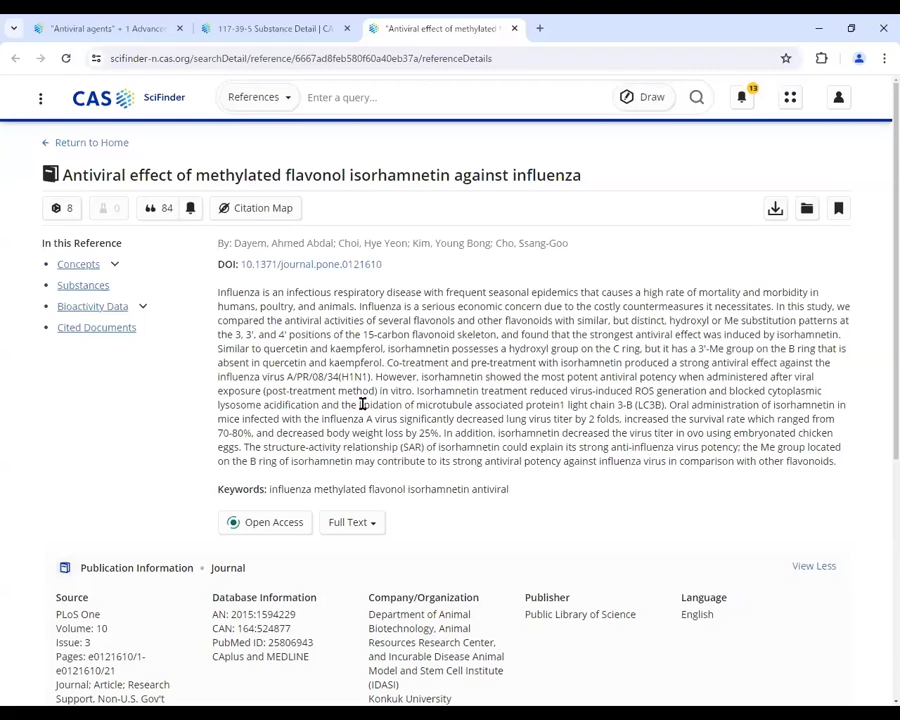 "Antiviral agents" + 1 Advance
117-39-5 Substance Detail | CA
"Antiviral effect of methylated f
scifinder-n.cas.org/searchDetail/reference/6667ad8feb580f60a40eb37a/referenceDetails
CAS SciFinder
References
Enter a query...
Draw
13
Return to Home
Antiviral effect of methylated flavonol isorhamnetin against influenza
8
0
84
Citation Map
In this Reference
Concepts
Substances
Bioactivity Data
Cited Documents
By: Dayem, Ahmed Abdal; Choi, Hye Yeon; Kim, Young Bong; Cho, Ssang-Goo
DOI: 10.1371/journal.pone.0121610
Influenza is an infectious respiratory disease with frequent seasonal epidemics that causes a high rate of mortality and morbidity in
humans, poultry, and animals. Influenza is a serious economic concern due to the costly countermeasures it necessitates. In this study, we
compared the antiviral activities of several flavonols and other flavonoids with similar, but distinct, hydroxyl or Me substitution patterns at
the 3, 3', and 4' positions of the 15-carbon flavonoid skeleton, and found that the strongest antiviral effect was induced by isorhamnetin.
Similar to quercetin and kaempferol, isorhamnetin possesses a hydroxyl group on the C ring, but it has a 3'-Me group on the B ring that is
absent in quercetin and kaempferol. Co-treatment and pre-treatment with isorhamnetin produced a strong antiviral effect against the
influenza virus A/PR/08/34(H1N1). However, isorhamnetin showed the most potent antiviral potency when administered after viral
exposure (post-treatment method) in vitro. Isorhamnetin treatment reduced virus-induced ROS generation and blocked cytoplasmic
lysosome acidification and the lipidation of microtubule associated protein1 light chain 3-B (LC3B). Oral administration of isorhamnetin in
mice infected with the influenza A virus significantly decreased lung virus titer by 2 folds, increased the survival rate which ranged from
70-80%, and decreased body weight loss by 25%. In addition, isorhamnetin decreased the virus titer in ovo using embryonated chicken
eggs. The structure-activity relationship (SAR) of isorhamnetin could explain its strong anti-influenza virus potency; the Me group located
on the B ring of isorhamnetin may contribute to its strong antiviral potency against influenza virus in comparison with other flavonoids.
Keywords: influenza methylated flavonol isorhamnetin antiviral
Open Access
Full Text
Publication Information • Journal
View Less
Source
PLoS One
Volume: 10
Issue: 3
Pages: e0121610/1-
e0121610/21
Journal; Article; Research
Support, Non-U.S. Gov't
Database Information
AN: 2015:1594229
CAN: 164:524877
PubMed ID: 25806943
CAplus and MEDLINE
Company/Organization
Department of Animal
Biotechnology, Animal
Resources Research Center,
and Incurable Disease Animal
Model and Stem Cell Institute
(IDASI)
Konkuk University
Publisher
Public Library of Science
Language
English